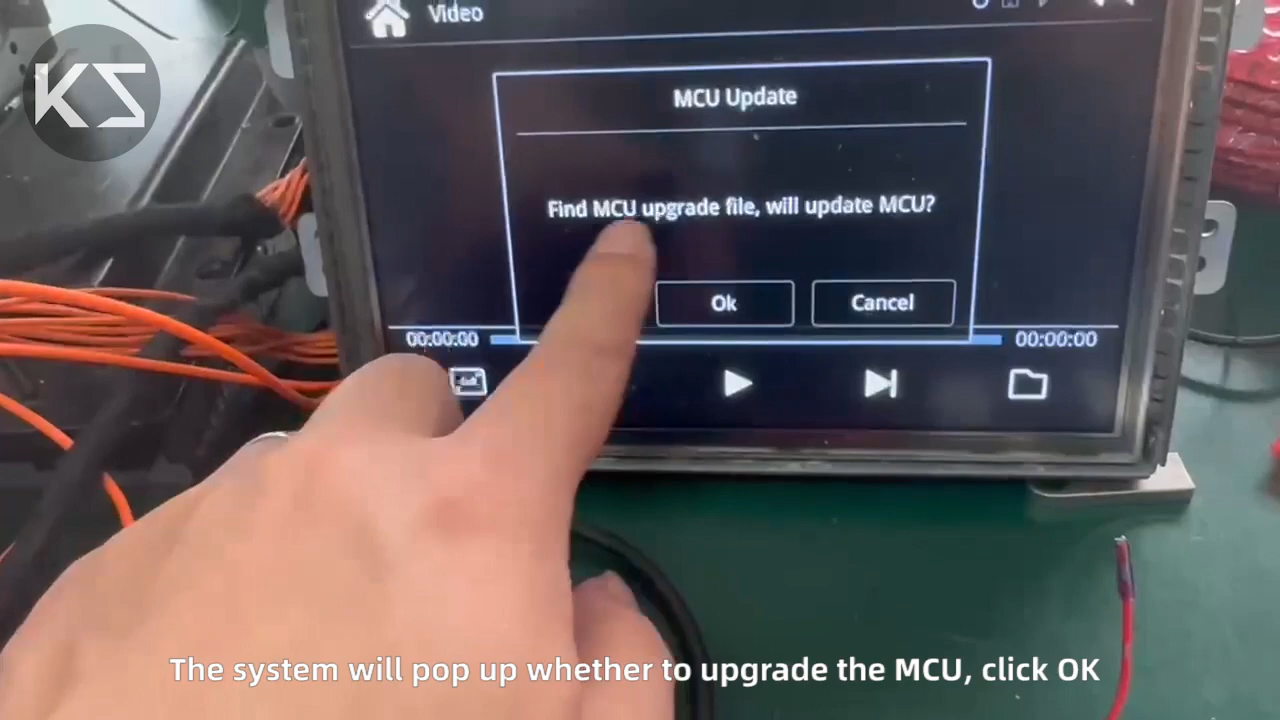 KS
Video
MCU Update
Find MCU upgrade file, will update MCU?
Ok
Cancel
00:00:00
00:00:00
The system will pop up whether to upgrade the MCU, click OK